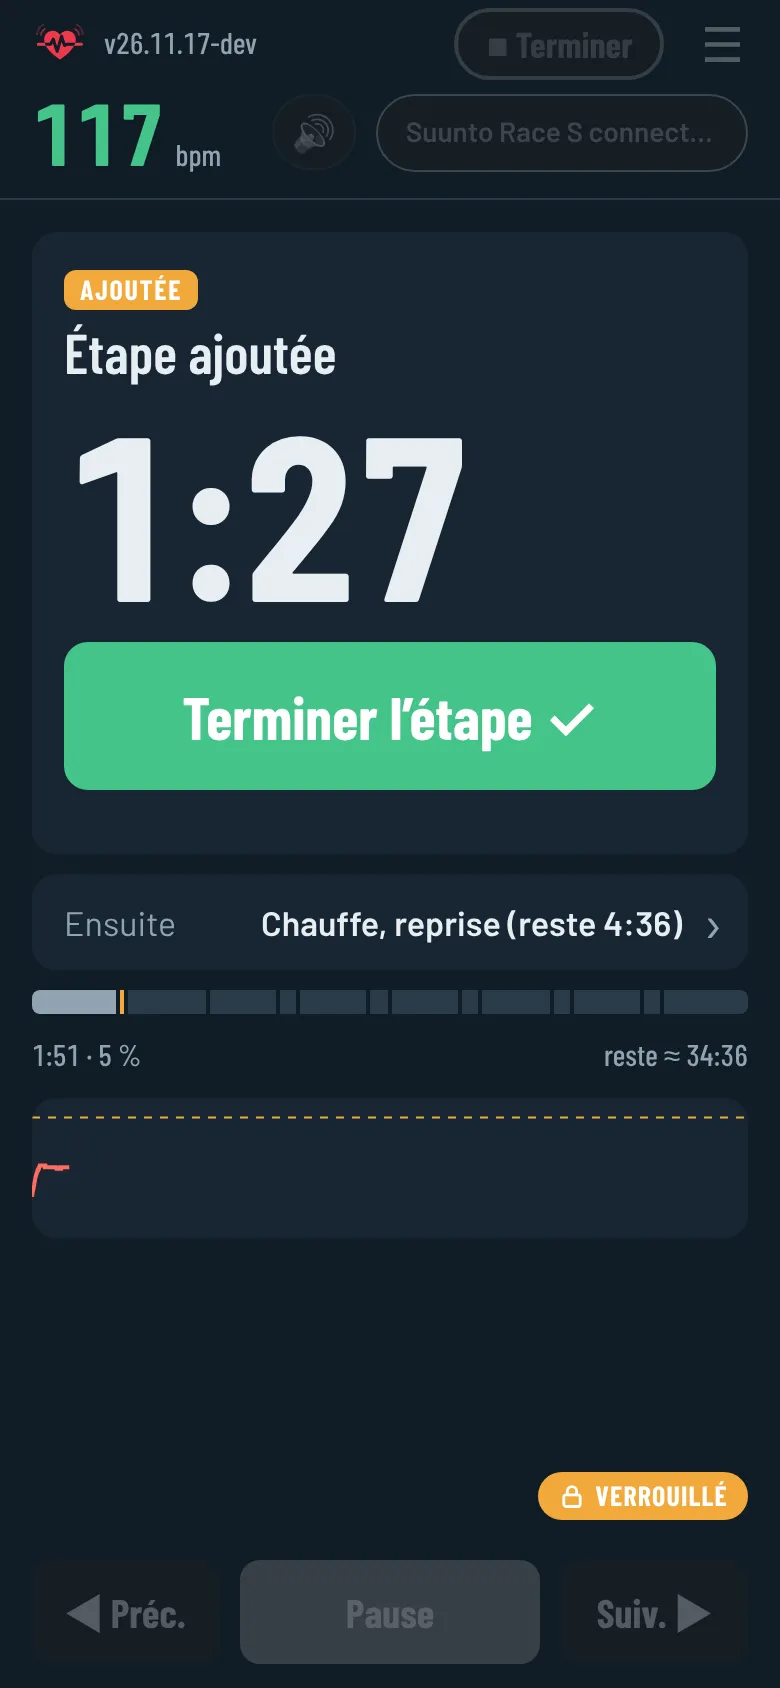 v26.11.17-dev
■ Terminer
117 bpm
Suunto Race S connect...
AJOUTÉE
Étape ajoutée
1:27
Terminer l’étape ✓
Ensuite Chauffe, reprise (reste 4:36) ›
1:51 · 5 %
reste ≈ 34:36
VERROUILLÉ
◀ Préc.
Pause
Suiv. ▶